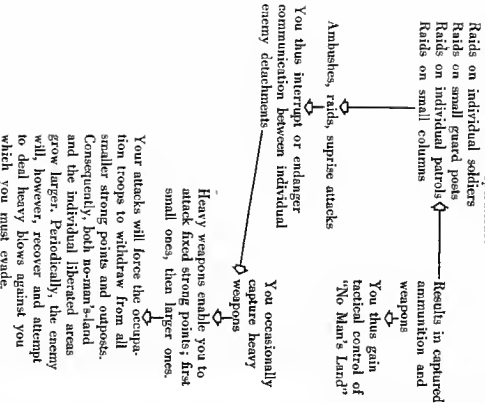 Raids on individual soldiers
Raids on small guard posts
Raids on individual patrols
Raids on small columns
Results in captured
ammunition and
weapons
You thus gain
tactical control of
"No Man's Land"
Ambushes, raids, suprise attacks
You thus interrupt or endanger
communication between individual
enemy detachments
You occasionally
capture heavy
weapons
Heavy weapons enable you to
attack fixed strong points; first
small ones, then larger ones.
Your attacks will force the occupa-
tion troops to withdraw from all
smaller strong points and outposts.
Consequently, both no-man's-land
and the individual liberated areas
grow larger. Periodically, the enemy
will, however, recover and attempt
to deal heavy blows against you
which you must evade.